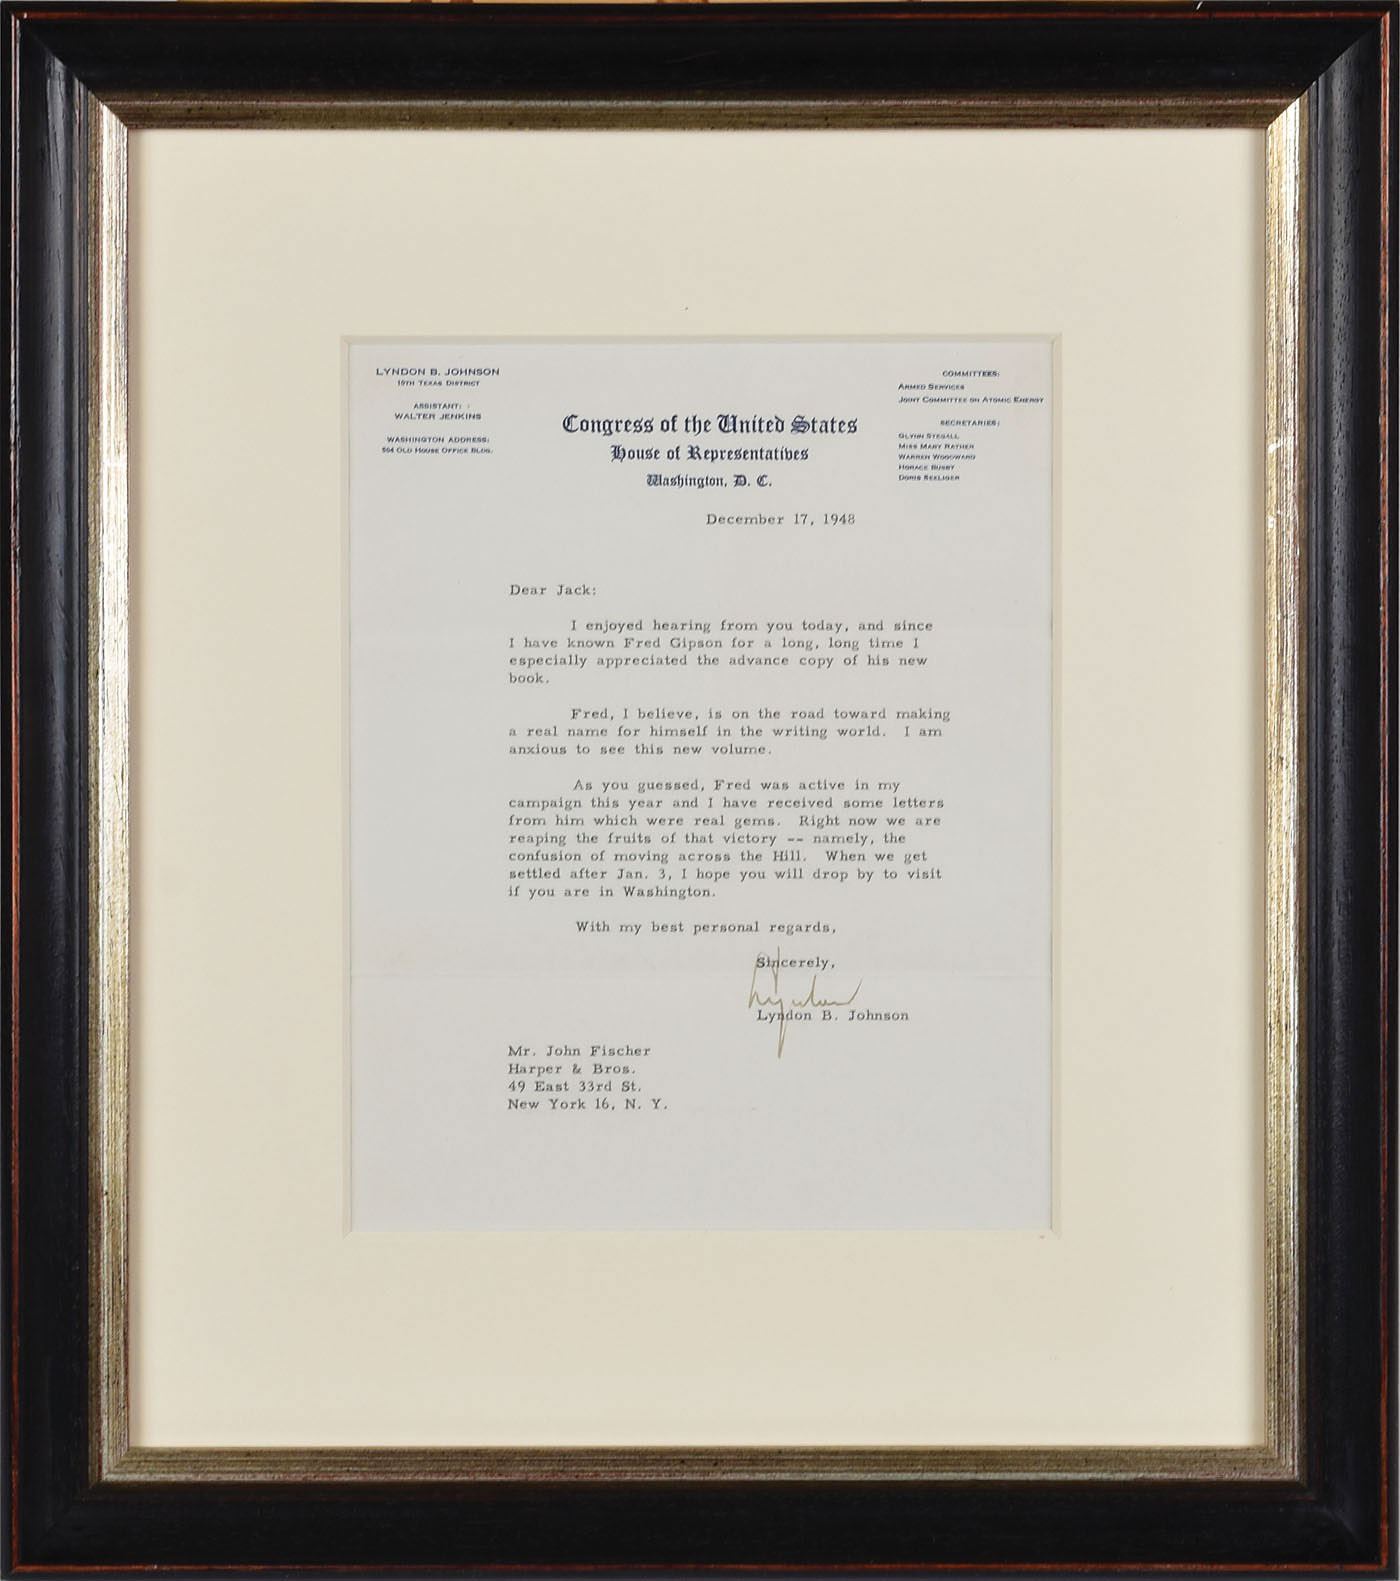 LYNDON B. JOHNSON
10TH TEXAS DISTRICT
ASSISTANT:
WALTER JENKINS
WASHINGTON ADDRESS:
504 OLD HOUSE OFFICE BLDG.
COMMITTEES:
ARMED SERVICES
JOINT COMMITTEE ON ATOMIC ENERGY
SECRETARIES:
GLYNN STEGALL
MISS MARY RATHER
WARREN WOODWARD
HORACE BUSBY
DORIS SEELIGER
Congress of the United States
House of Representatives
Washington, D. C.
December 17, 1948
Dear Jack:
I enjoyed hearing from you today, and since
I have known Fred Gipson for a long, long time I
especially appreciated the advance copy of his new
book.
Fred, I believe, is on the road toward making
a real name for himself in the writing world. I am
anxious to see this new volume.
As you guessed, Fred was active in my
campaign this year and I have received some letters
from him which were real gems. Right now we are
reaping the fruits of that victory -- namely, the
confusion of moving across the Hill. When we get
settled after Jan. 3, I hope you will drop by to visit
if you are in Washington.
With my best personal regards,
Sincerely,
Lyndon
Lyndon B. Johnson
Mr. John Fischer
Harper & Bros.
49 East 33rd St.
New York 16, N. Y.